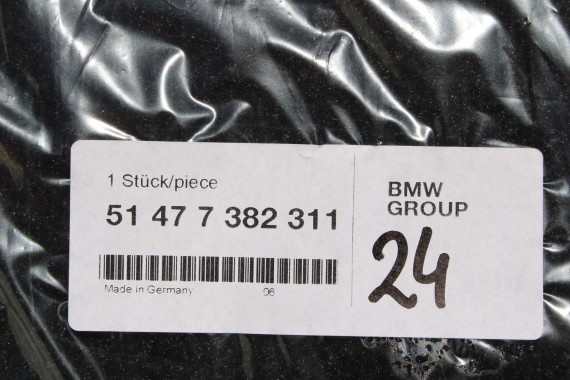 1 Stück/piece
51 47 7 382 311
Made in Germany 06
BMW
GROUP
24